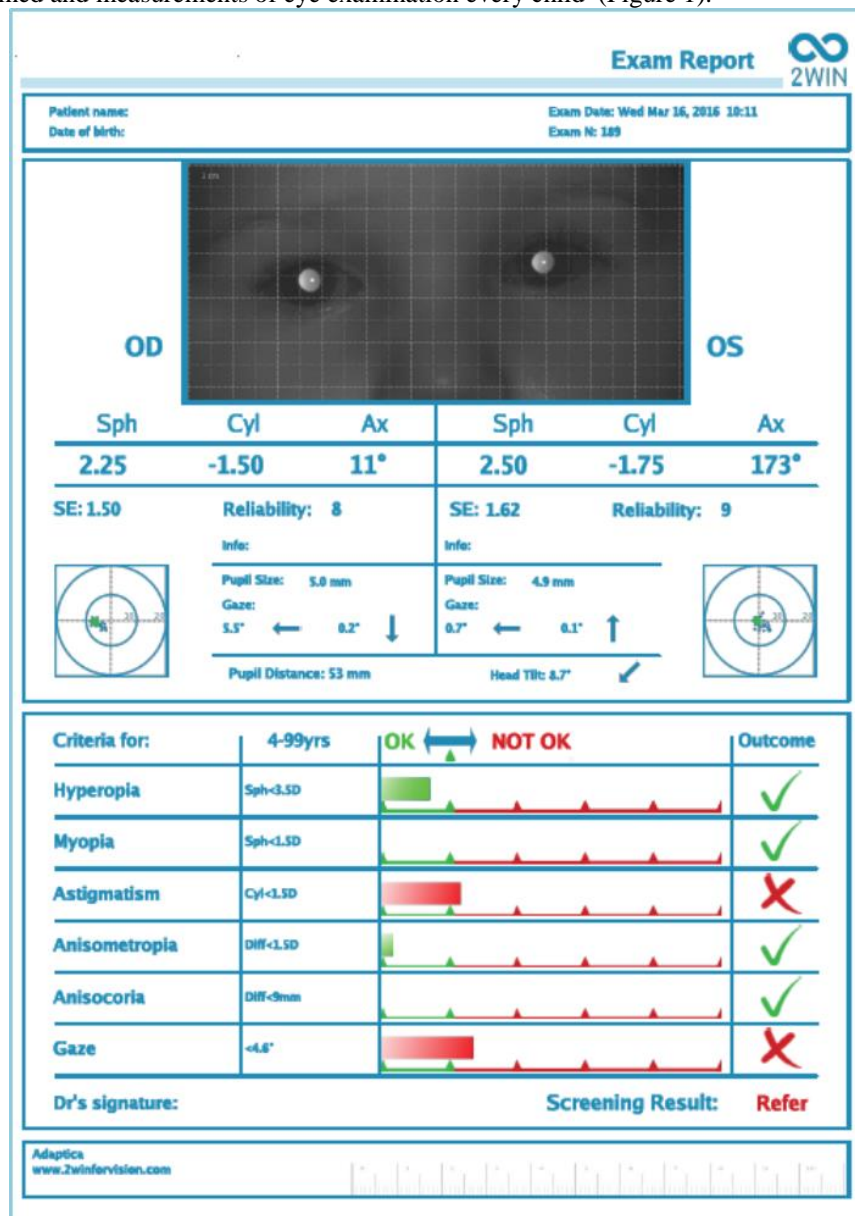 ned and measurements of eye examination every child (Figure 1).
Exam Report
2WIN
Patient name:
Exam Date: Wed Mar 16, 2016 10:11
Date of birth:
Exam N: 189
1 cm
OD
OS
Sph Cyl Ax Sph Cyl Ax
2.25 -1.50 11° 2.50 -1.75 173°
SE: 1.50 Reliability: 8 SE: 1.62 Reliability: 9
Info: Info:
Pupil Size: 5.0 mm Pupil Size: 4.9 mm
Gaze: Gaze:
5.5° 0.2° 0.7° 0.1°
Pupil Distance: 53 mm Head Tilt: 8.7°
Criteria for: 4-99yrs OK NOT OK Outcome
Hyperopia Sph<3.5D
Myopia Sph<1.5D
Astigmatism Cyl<1.5D
Anisometropia Diff<1.5D
Anisocoria Diff<9mm
Gaze <4.6°
Dr's signature: Screening Result: Refer
Adaptica
www.2winforvision.com